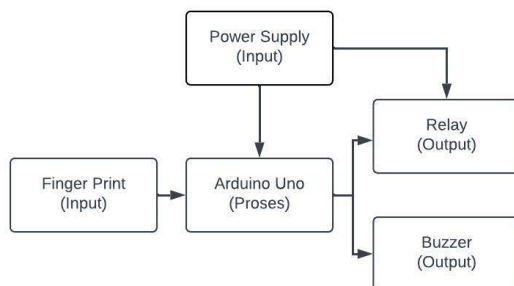 Power Supply
(Input)
Relay
(Output)
Finger Print
(Input)
Arduino Uno
(Proses)
Buzzer
(Output)